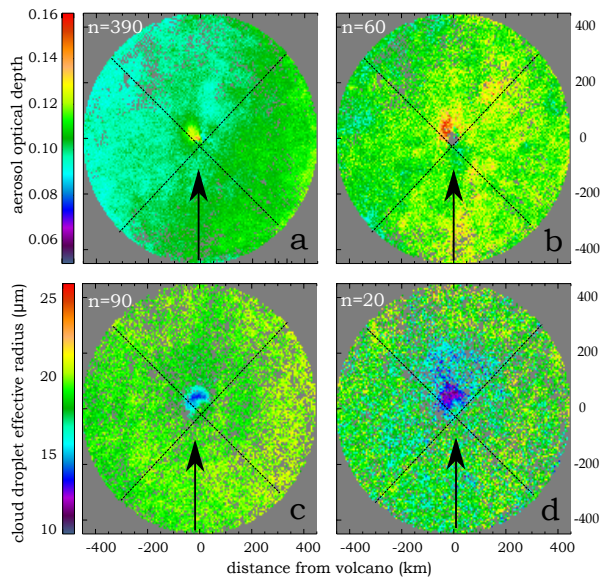 0.16
0.14
0.12
0.10
0.08
0.06
aerosol optical depth
n=390
a
n=60
b
400
200
0
-200
-400
25
20
15
10
cloud droplet effective radius (µm)
n=90
c
n=20
d
400
200
0
-200
-400
-400 -200 0 200 400
-400 -200 0 200 400
distance from volcano (km)